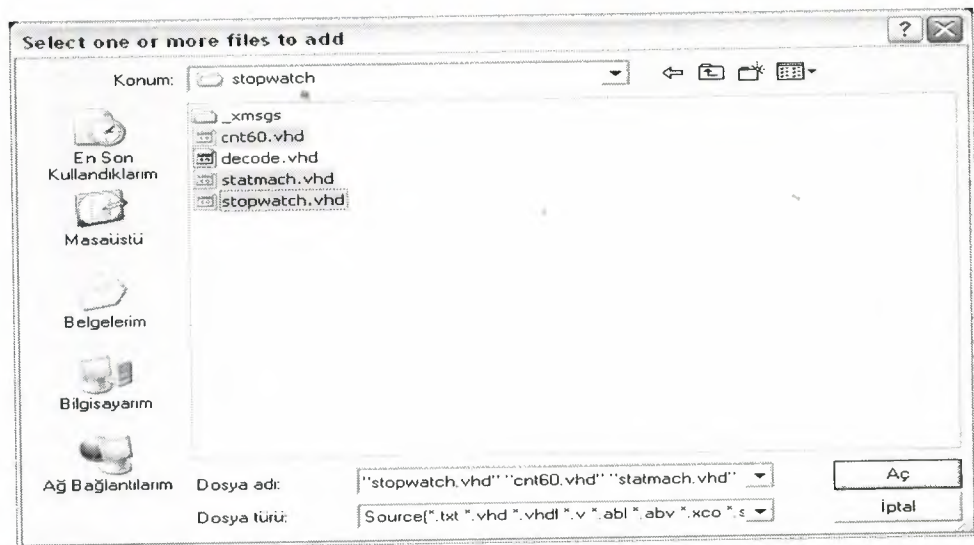 Select one or more files to add
Konum: stopwatch
_xmsgs
cnt60.vhd
decode.vhd
statmach.vhd
stopwatch.vhd
En Son
Kullandıklarım
Masaüstü
Belgelerim
Bilgisayarım
Ağ Bağlantılarım
Dosya adı: "stopwatch.vhd" "cnt60.vhd" "statmach.vhd"
Aç
Dosya türü: Source(*.txt *.vhd *.vhdl *.v *.abl *.abv *.xco *.s
İptal